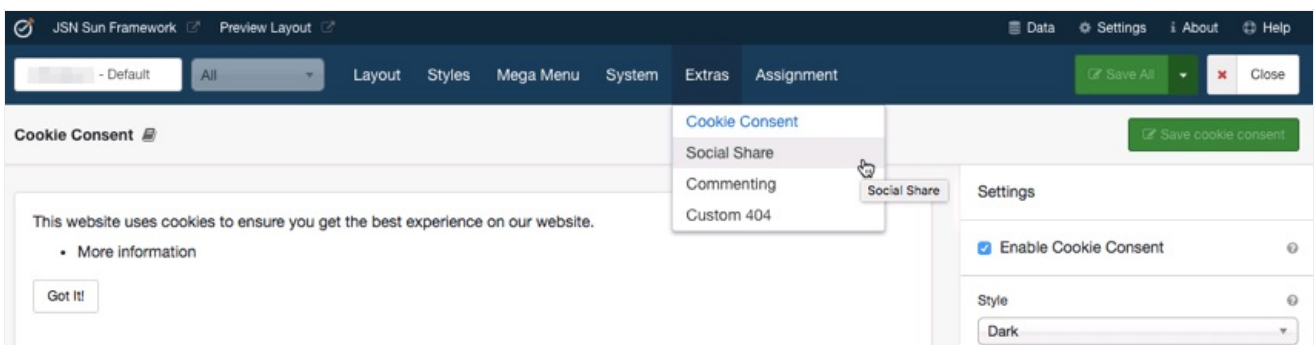 JSN Sun Framework Preview Layout Data Settings About Help
- Default All Layout Styles Mega Menu System Extras Assignment Save All Close
Cookie Consent
Save cookie consent
Cookie Consent
Social Share
Commenting
Custom 404
Social Share
This website uses cookies to ensure you get the best experience on our website.
• More information
Got It!
Settings
Enable Cookie Consent
Style
Dark